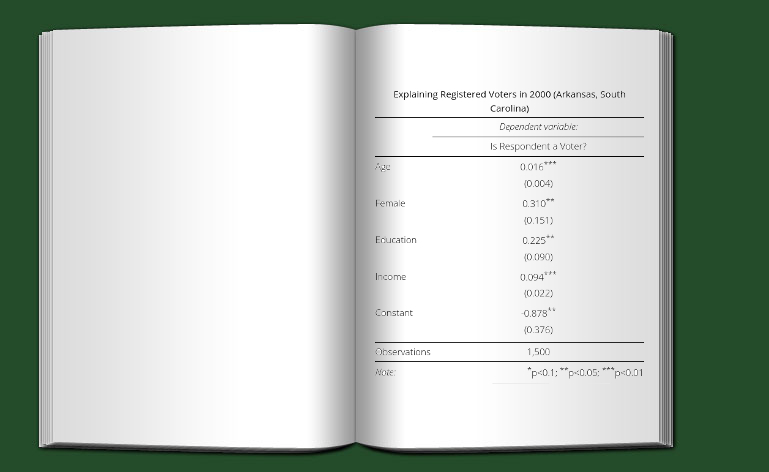 Explaining Registered Voters in 2000 (Arkansas, South
Carolina)
Dependent variable:
Is Respondent a Voter?
Age 0.016***
(0.004)
Female 0.310**
(0.151)
Education 0.225**
(0.090)
Income 0.094***
(0.022)
Constant -0.878**
(0.376)
Observations 1,500
Note: *p<0.1; **p<0.05; ***p<0.01